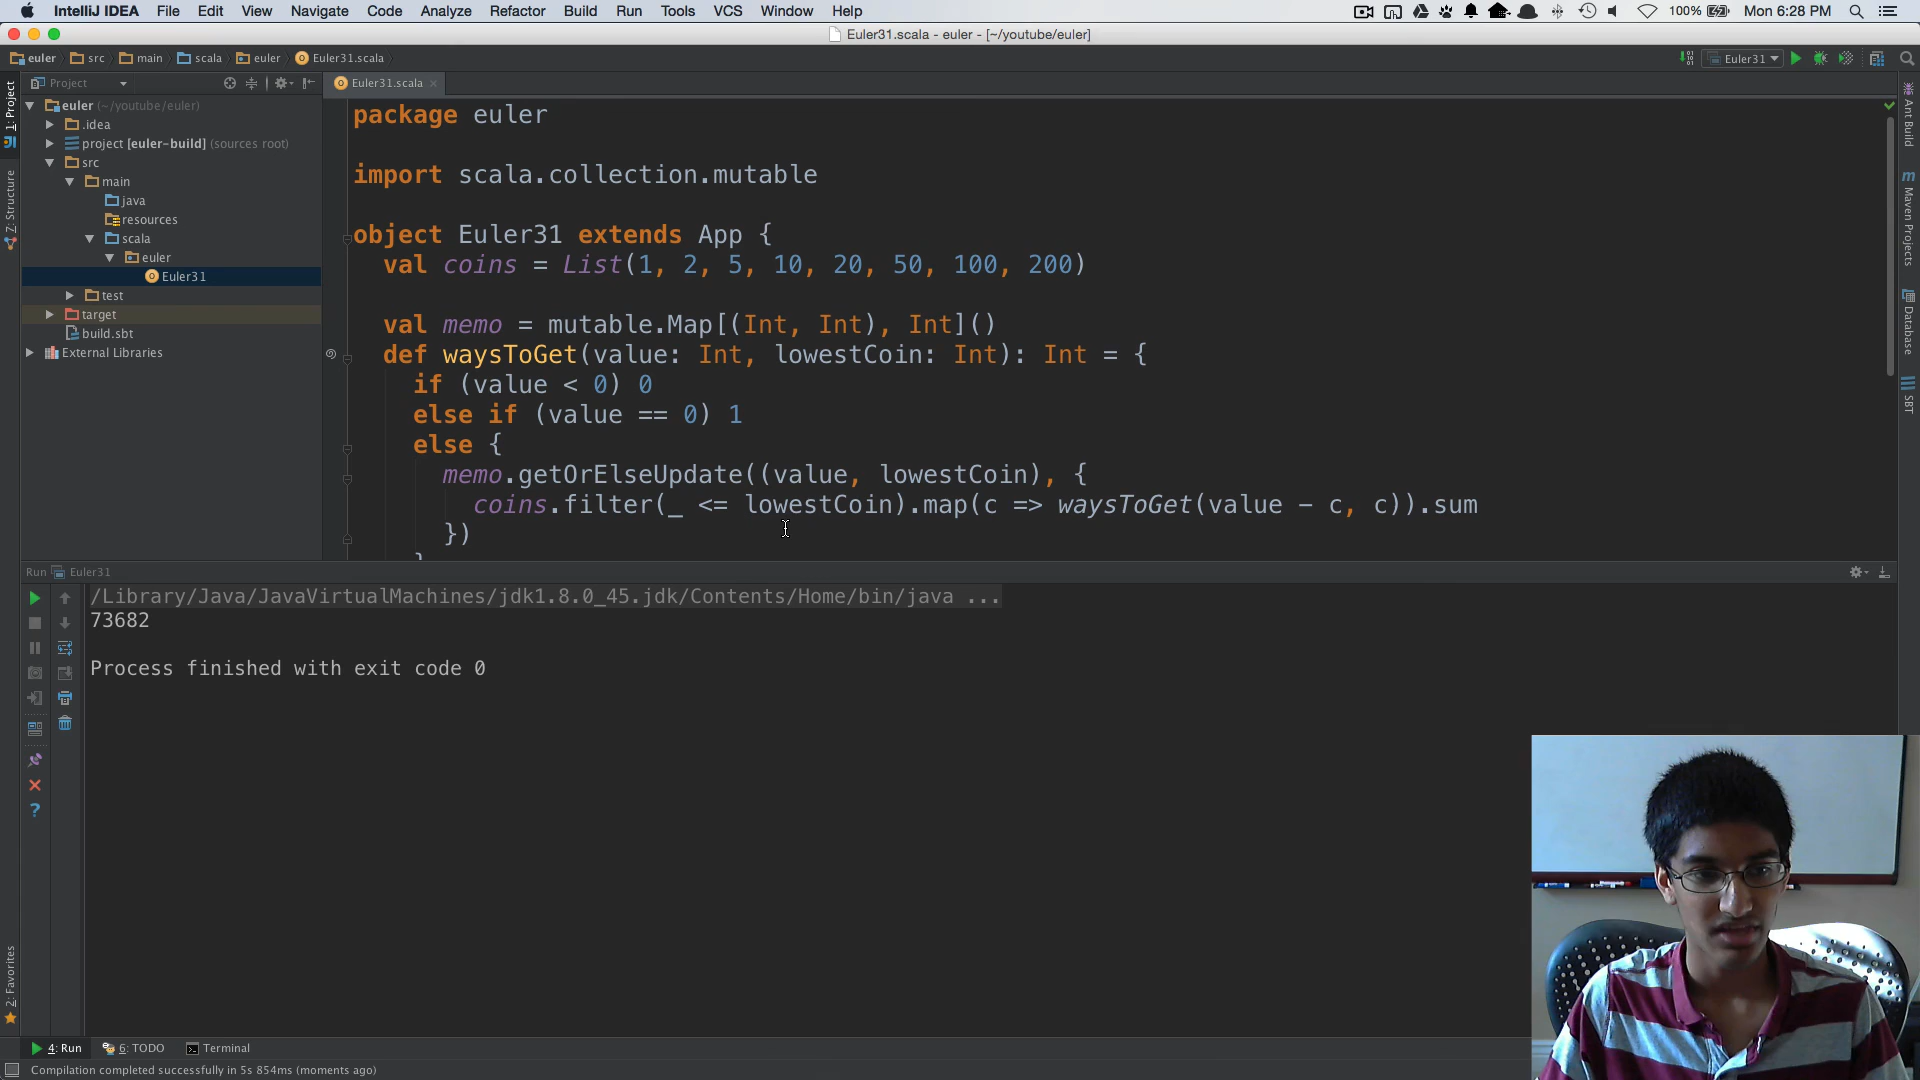 IntelliJ IDEA File Edit View Navigate Code Analyze Refactor Build Run Tools VCS Window Help 100% Mon 6:28 PM
Euler31.scala - euler - [~/youtube/euler]
euler src main scala euler Euler31.scala Euler31
Project Euler31.scala
euler (~/youtube/euler)
.idea
project [euler-build] (sources root)
src
main
java
resources
scala
euler
Euler31
test
target
build.sbt
External Libraries
1: Project
Z: Structure
2: Favorites
package euler
import scala.collection.mutable
object Euler31 extends App {
val coins = List(1, 2, 5, 10, 20, 50, 100, 200)
val memo = mutable.Map[(Int, Int), Int]()
def waysToGet(value: Int, lowestCoin: Int): Int = {
if (value < 0) 0
else if (value == 0) 1
else {
memo.getOrElseUpdate((value, lowestCoin), {
coins.filter(_ <= lowestCoin).map(c => waysToGet(value - c, c)).sum
})
}
Ant Build
Maven Projects
Database
SBT
Run Euler31
/Library/Java/JavaVirtualMachines/jdk1.8.0_45.jdk/Contents/Home/bin/java ...
73682
Process finished with exit code 0
4: Run 6: TODO Terminal
Compilation completed successfully in 5s 854ms (moments ago)